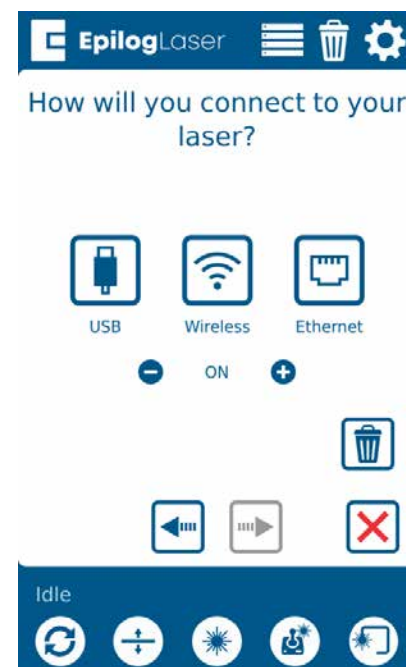 EpilogLaser
How will you connect to your
laser?
USB Wireless Ethernet
ON
Idle